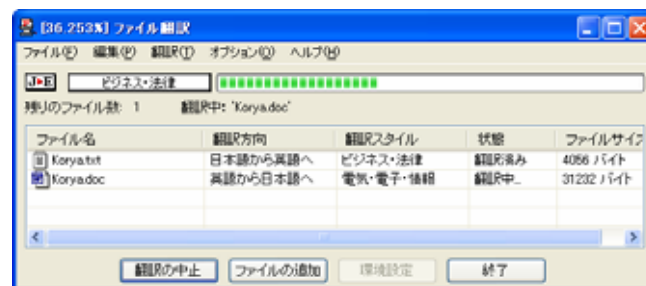 [36.253%] ファイル翻訳
ファイル(F) 編集(P) 翻訳(T) オプション(O) ヘルプ(H)
J▶E ビジネス・法律
残りのファイル数: 1 翻訳中: 'Korya.doc'
ファイル名 翻訳方向 翻訳スタイル 状態 ファイルサイズ
Korya.txt 日本語から英語へ ビジネス・法律 翻訳済み 4056 バイト
Korya.doc 英語から日本語へ 電気・電子・情報 翻訳中... 31232 バイト
翻訳の中止 ファイルの追加 環境設定 終了